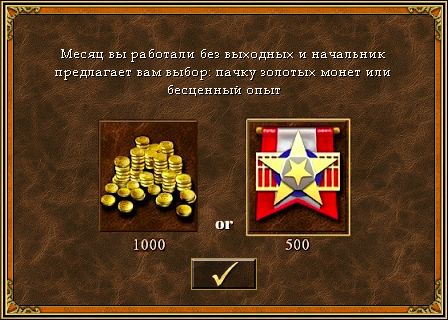 Месяц вы работали без выходных и начальник
предлагает вам выбор: пачку золотых монет или
бесценный опыт
or
1000
500